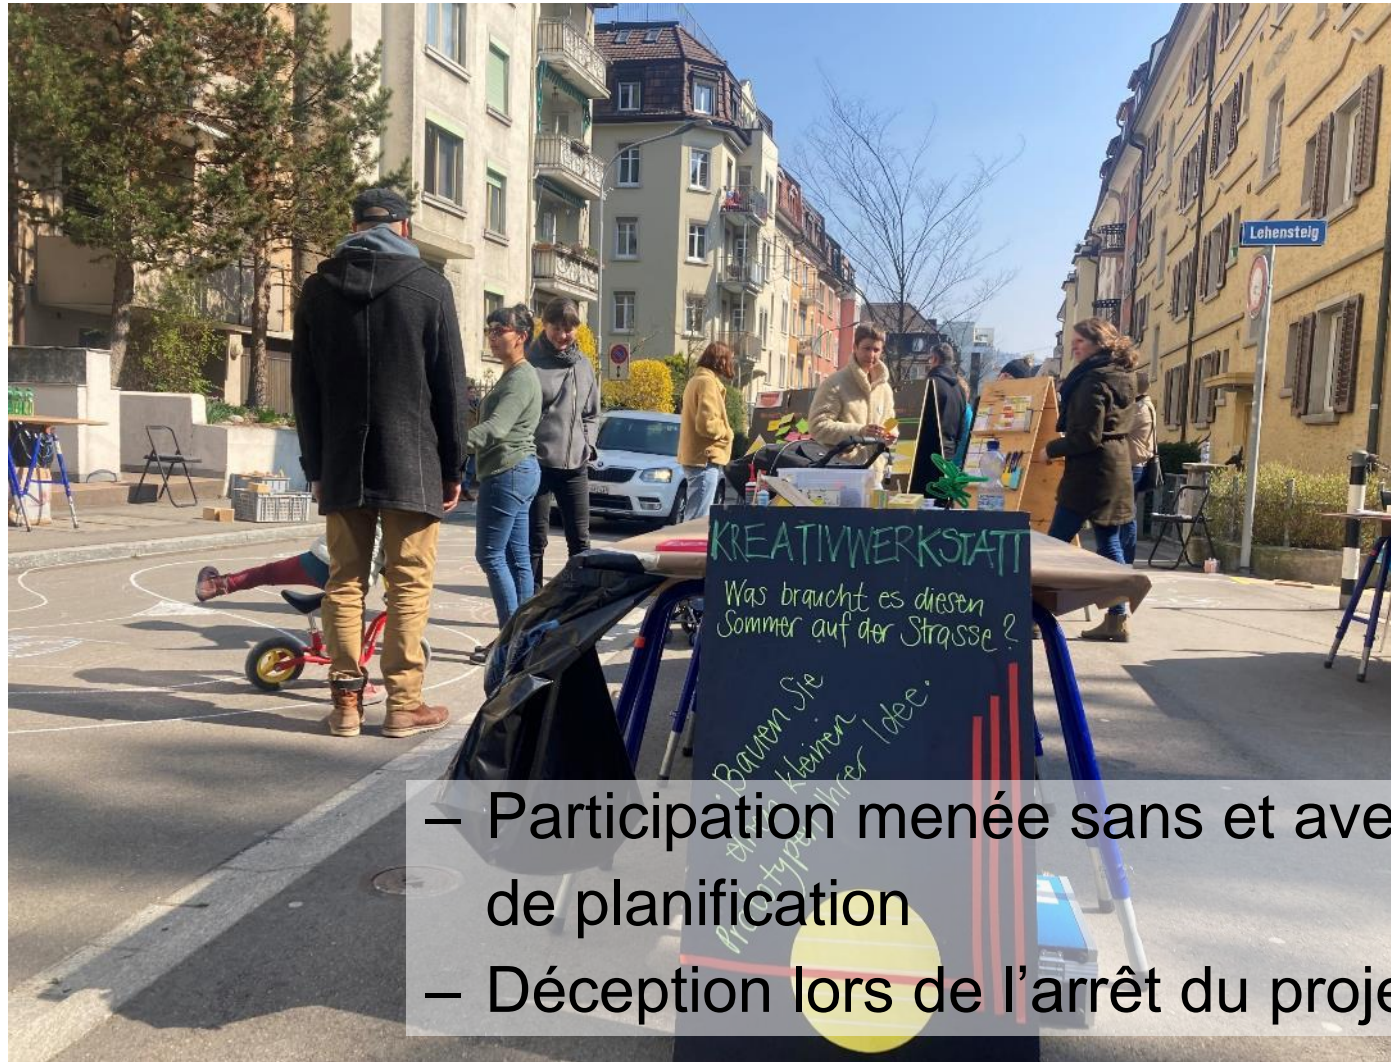 Lehensteig
KREATIVWERKSTATT
Was braucht es diesen
Sommer auf der Strasse?
Bauen Sie
einen kleinen
Prototypen Ihrer Idee.
– Participation menée sans et ave
de planification
– Déception lors de l’arrêt du proje